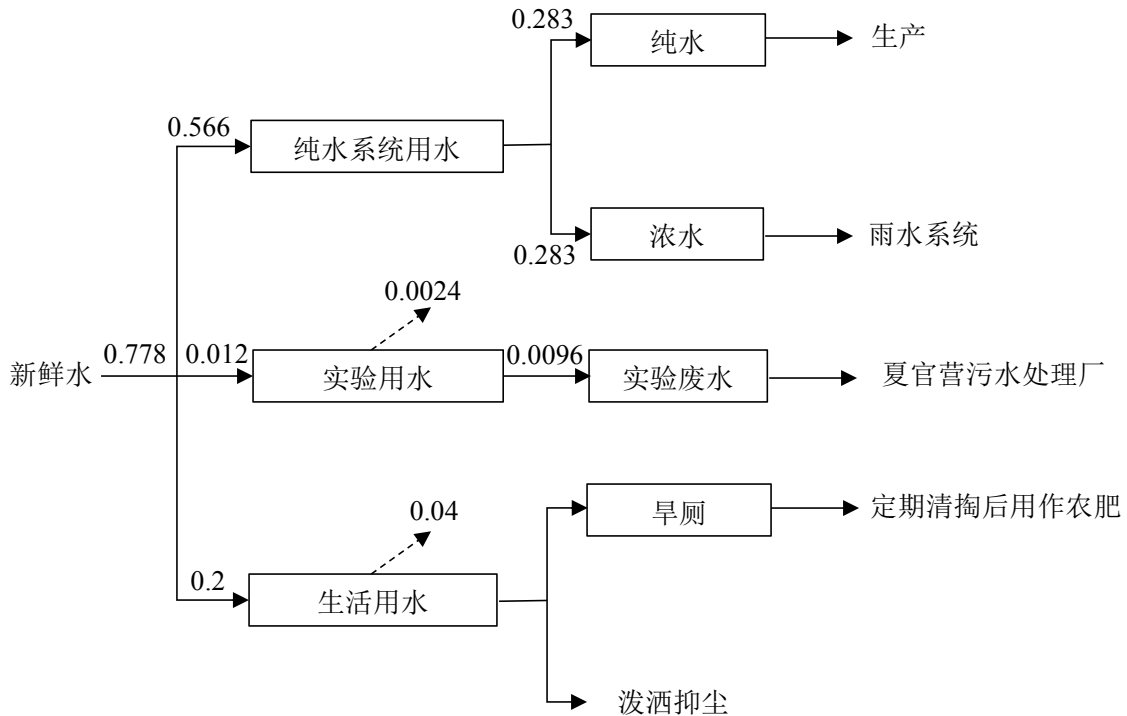 0.283
纯水
生产
0.566
纯水系统用水
浓水
雨水系统
0.283
0.0024
新鲜水
0.778
0.012
实验用水
0.0096
实验废水
夏官营污水处理厂
0.04
旱厕
定期清掏后用作农肥
0.2
生活用水
泼洒抑尘